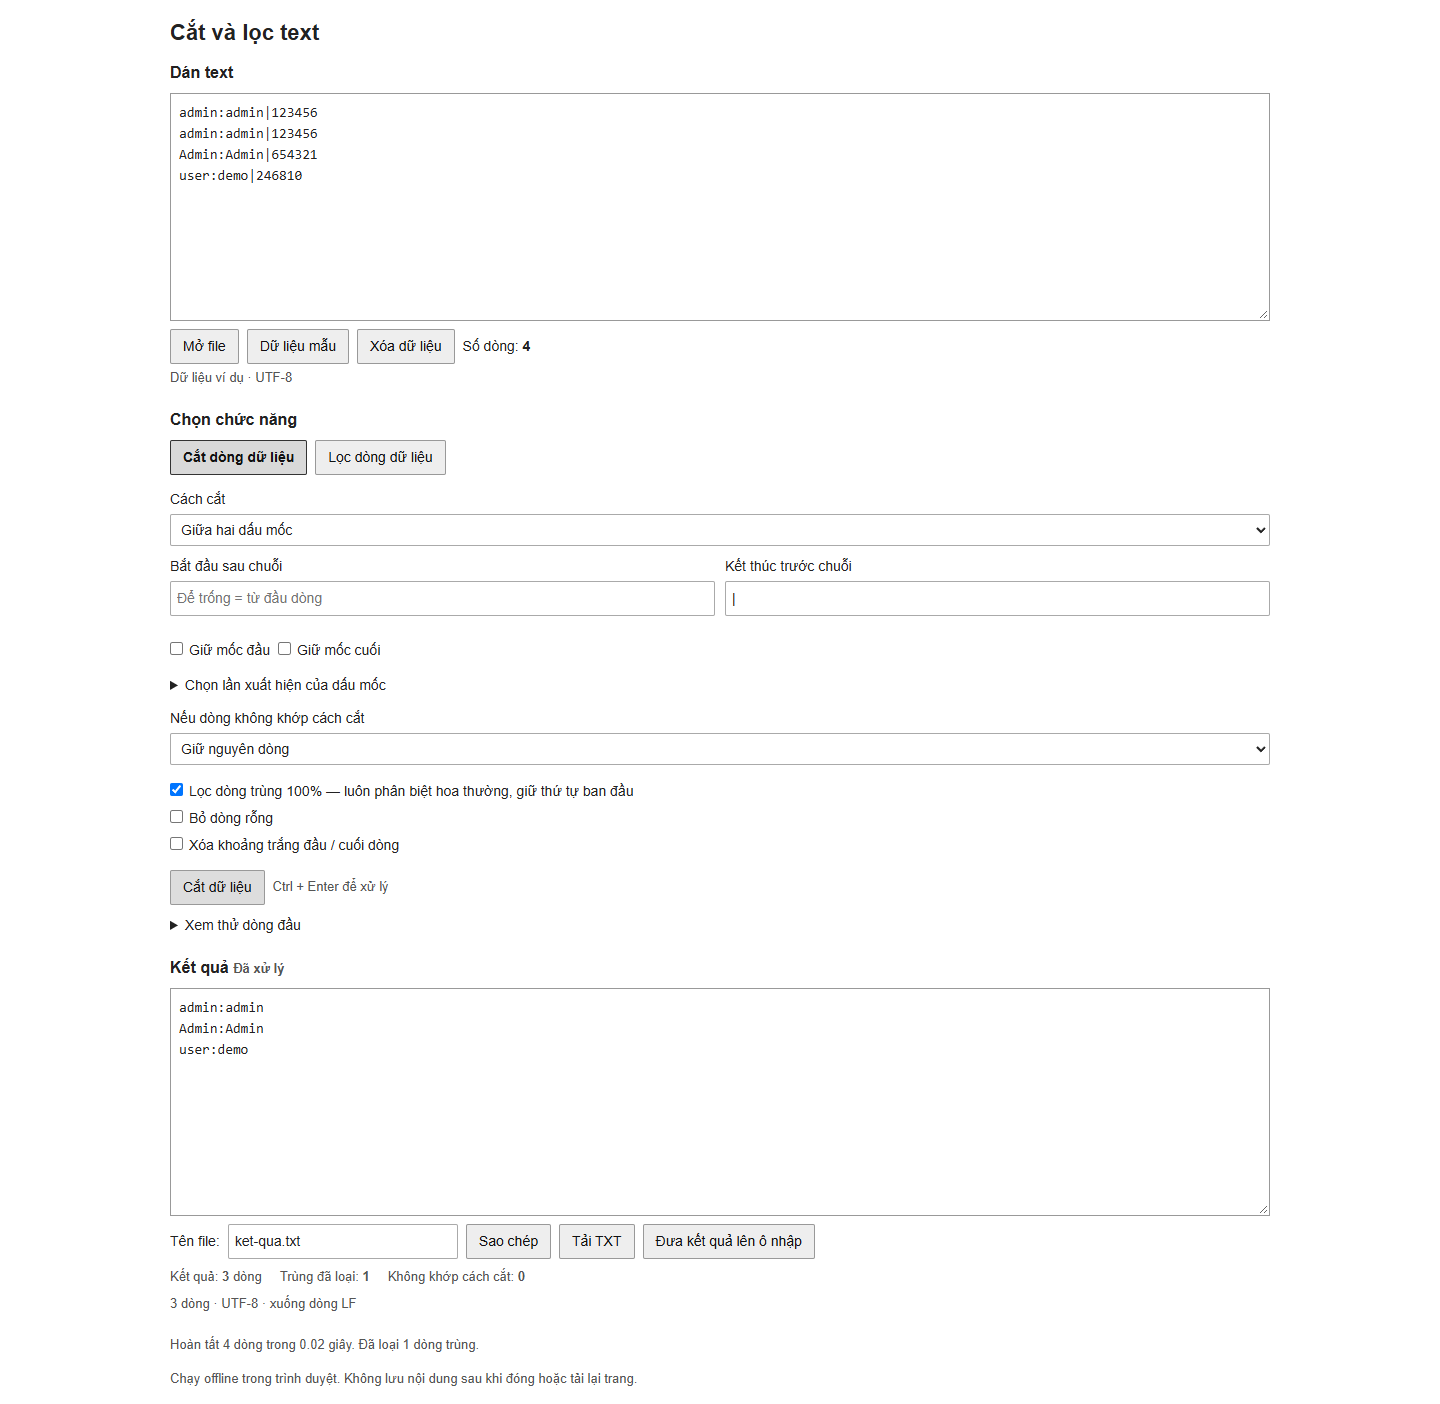 Cắt và lọc text
Dán text
admin:admin|123456
admin:admin|123456
Admin:Admin|654321
user:demo|246810
Mở file Dữ liệu mẫu Xóa dữ liệu Số dòng: 4
Dữ liệu ví dụ · UTF-8
Chọn chức năng
Cắt dòng dữ liệu Lọc dòng dữ liệu
Cách cắt
Giữa hai dấu mốc
Bắt đầu sau chuỗi Kết thúc trước chuỗi
Để trống = từ đầu dòng |
Giữ mốc đầu Giữ mốc cuối
Chọn lần xuất hiện của dấu mốc
Nếu dòng không khớp cách cắt
Giữ nguyên dòng
Lọc dòng trùng 100% — luôn phân biệt hoa thường, giữ thứ tự ban đầu
Bỏ dòng rỗng
Xóa khoảng trắng đầu / cuối dòng
Cắt dữ liệu Ctrl + Enter để xử lý
Xem thử dòng đầu
Kết quả Đã xử lý
admin:admin
Admin:Admin
user:demo
Tên file: ket-qua.txt Sao chép Tải TXT Đưa kết quả lên ô nhập
Kết quả: 3 dòng Trùng đã loại: 1 Không khớp cách cắt: 0
3 dòng · UTF-8 · xuống dòng LF
Hoàn tất 4 dòng trong 0.02 giây. Đã loại 1 dòng trùng.
Chạy offline trong trình duyệt. Không lưu nội dung sau khi đóng hoặc tải lại trang.